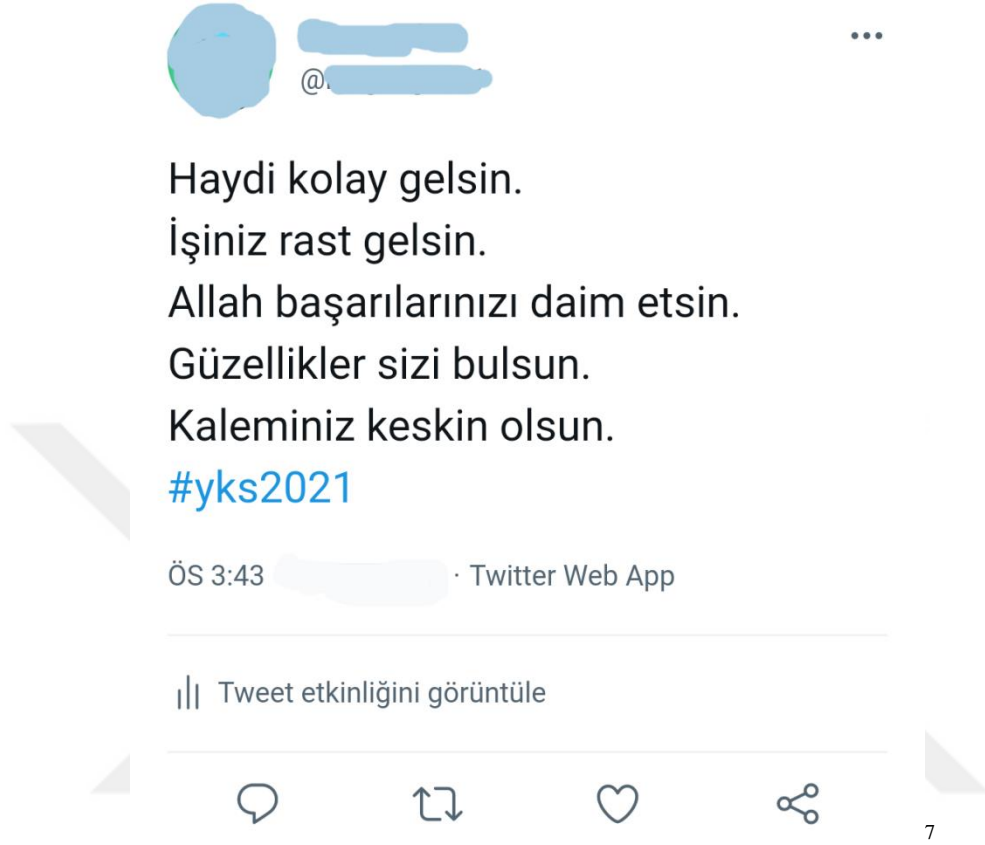 @
Haydi kolay gelsin.
İşiniz rast gelsin.
Allah başarılarınızı daim etsin.
Güzellikler sizi bulsun.
Kaleminiz keskin olsun.
#yks2021
ÖS 3:43 · Twitter Web App
Tweet etkinliğini görüntüle
7